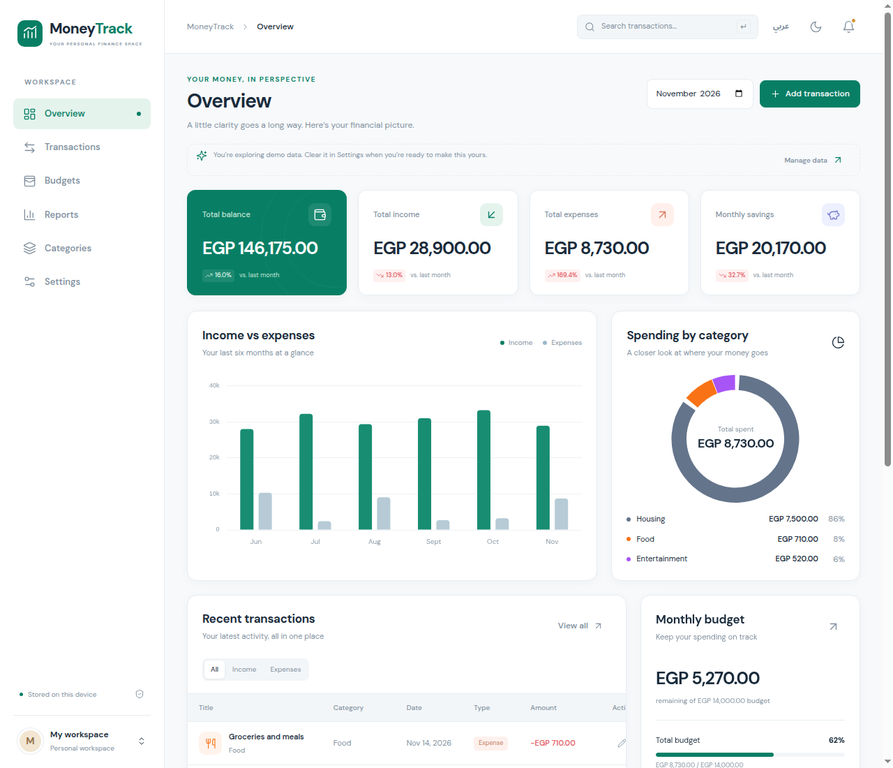 MoneyTrack
YOUR PERSONAL FINANCE SPACE
WORKSPACE
Overview
Transactions
Budgets
Reports
Categories
Settings
Stored on this device
M
My workspace
Personal workspace
MoneyTrack > Overview
Search transactions...
عربي
YOUR MONEY, IN PERSPECTIVE
Overview
A little clarity goes a long way. Here's your financial picture.
November 2026
+ Add transaction
You're exploring demo data. Clear it in Settings when you're ready to make this yours.
Manage data
Total balance
EGP 146,175.00
16.0% vs. last month
Total income
EGP 28,900.00
13.0% vs. last month
Total expenses
EGP 8,730.00
169.4% vs. last month
Monthly savings
EGP 20,170.00
32.7% vs. last month
Income vs expenses
Your last six months at a glance
Income Expenses
40k
30k
20k
10k
0
Jun Jul Aug Sept Oct Nov
Spending by category
A closer look at where your money goes
Total spent
EGP 8,730.00
Housing EGP 7,500.00 86%
Food EGP 710.00 8%
Entertainment EGP 520.00 6%
Recent transactions
Your latest activity, all in one place
View all
All Income Expenses
Title Category Date Type Amount Acti
Groceries and meals
Food
Food Nov 14, 2026 Expense -EGP 710.00
Monthly budget
Keep your spending on track
EGP 5,270.00
remaining of EGP 14,000.00 budget
Total budget 62%
EGP 8,730.00 / EGP 14,000.00